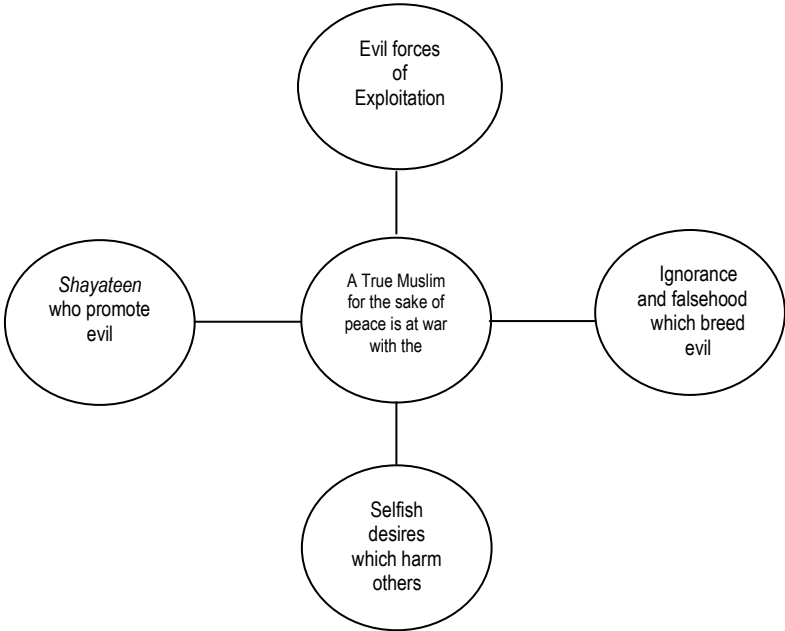 Evil forces
of
Exploitation
Shayateen
who promote
evil
A True Muslim
for the sake of
peace is at war
with the
Ignorance
and falsehood
which breed
evil
Selfish
desires
which harm
others